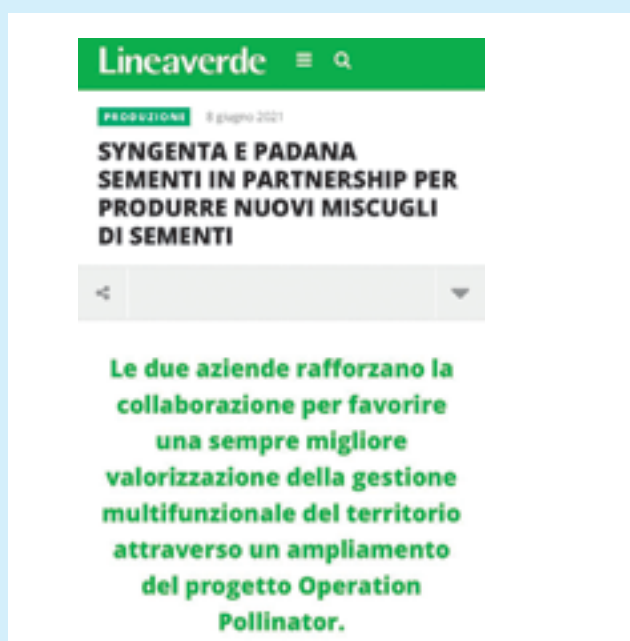 Lineaverde
PRODUZIONE 8 giugno 2021
SYNGENTA E PADANA
SEMENTI IN PARTNERSHIP PER
PRODURRE NUOVI MISCUGLI
DI SEMENTI
Le due aziende rafforzano la
collaborazione per favorire
una sempre migliore
valorizzazione della gestione
multifunzionale del territorio
attraverso un ampliamento
del progetto Operation
Pollinator.